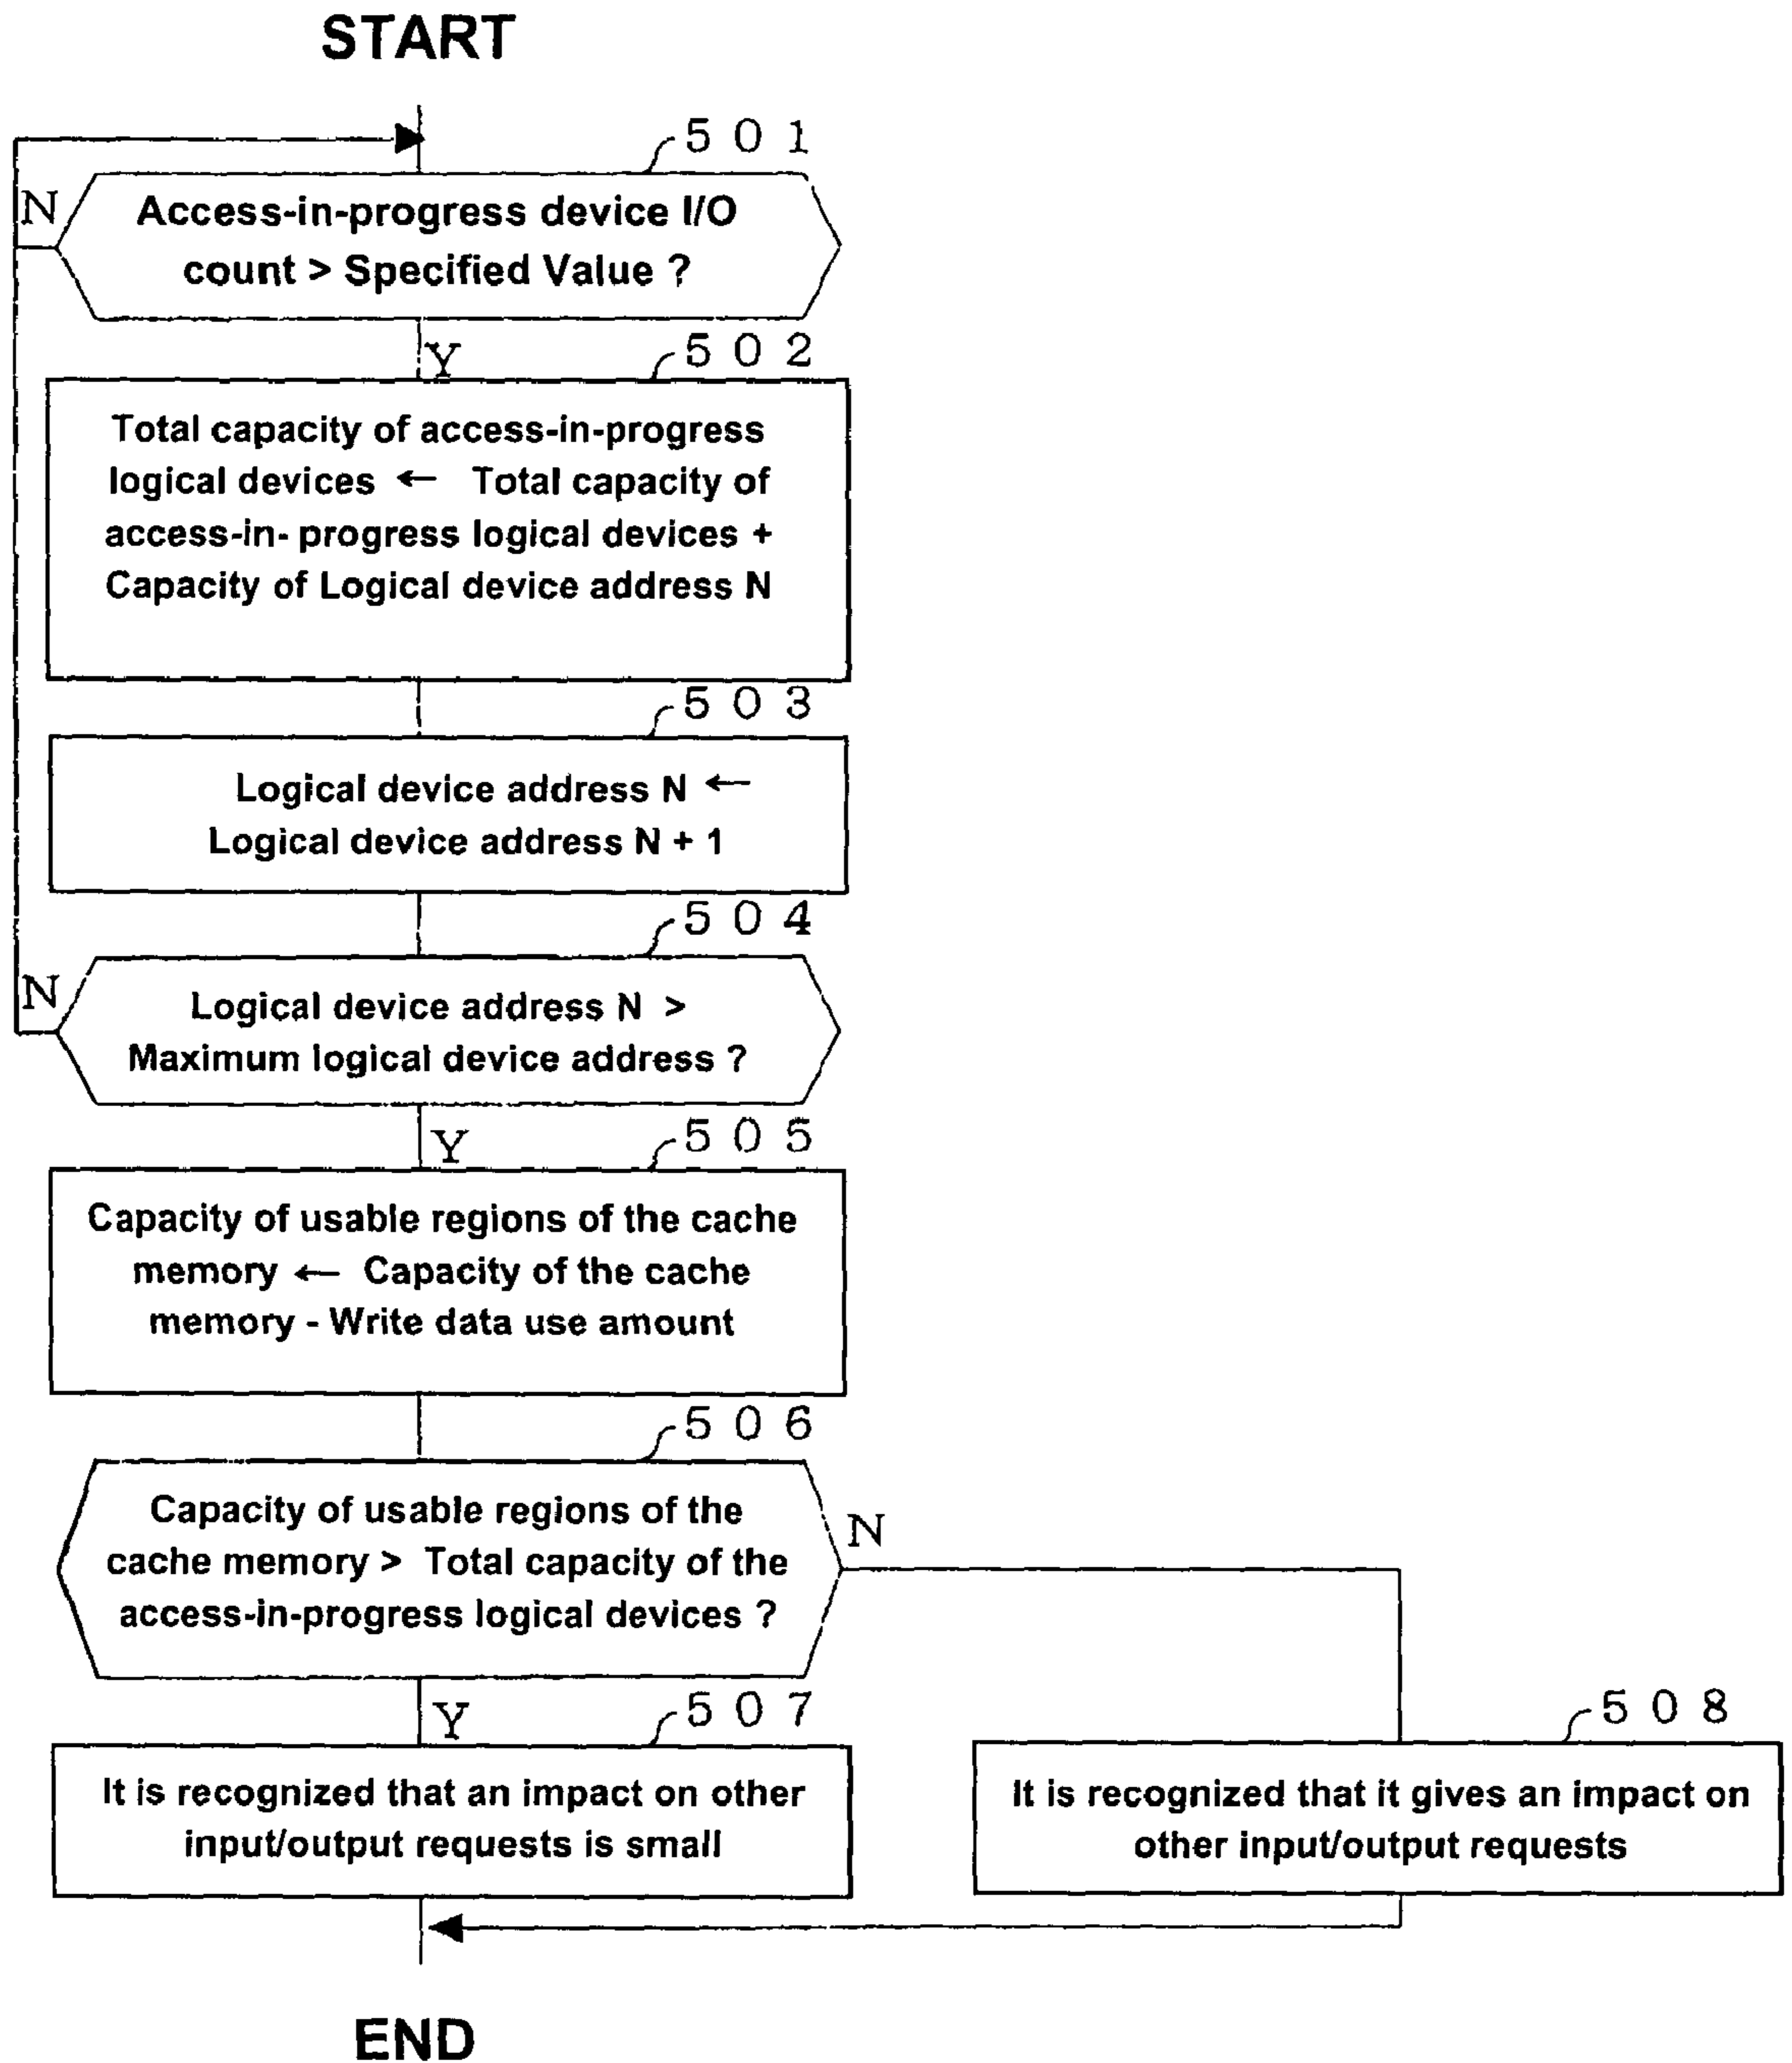 START
501
N
Access-in-progress device I/O
count > Specified Value ?
Y
502
Total capacity of access-in-progress
logical devices ← Total capacity of
access-in- progress logical devices +
Capacity of Logical device address N
503
Logical device address N ←
Logical device address N + 1
504
N
Logical device address N >
Maximum logical device address ?
Y
505
Capacity of usable regions of the cache
memory ← Capacity of the cache
memory - Write data use amount
506
Capacity of usable regions of the
cache memory > Total capacity of the
access-in-progress logical devices ?
N
Y
507
It is recognized that an impact on other
input/output requests is small
508
It is recognized that it gives an impact on
other input/output requests
END